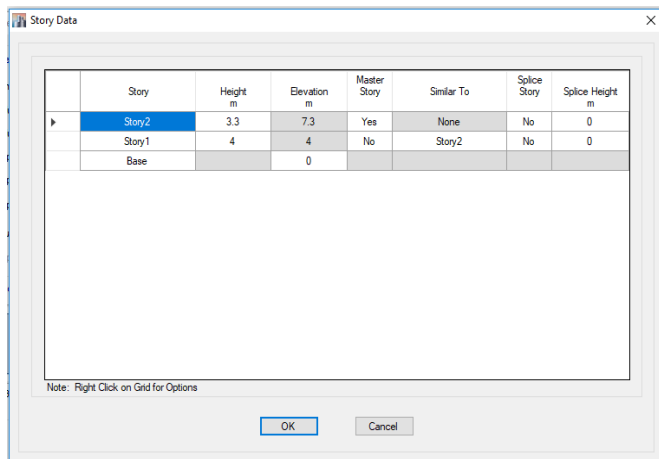 Story Data
Story Height Elevation Master Story Similar To Splice Story Splice Height
m m m
Story2 3.3 7.3 Yes None No 0
Story1 4 4 No Story2 No 0
Base 0
Note: Right Click on Grid for Options
OK Cancel